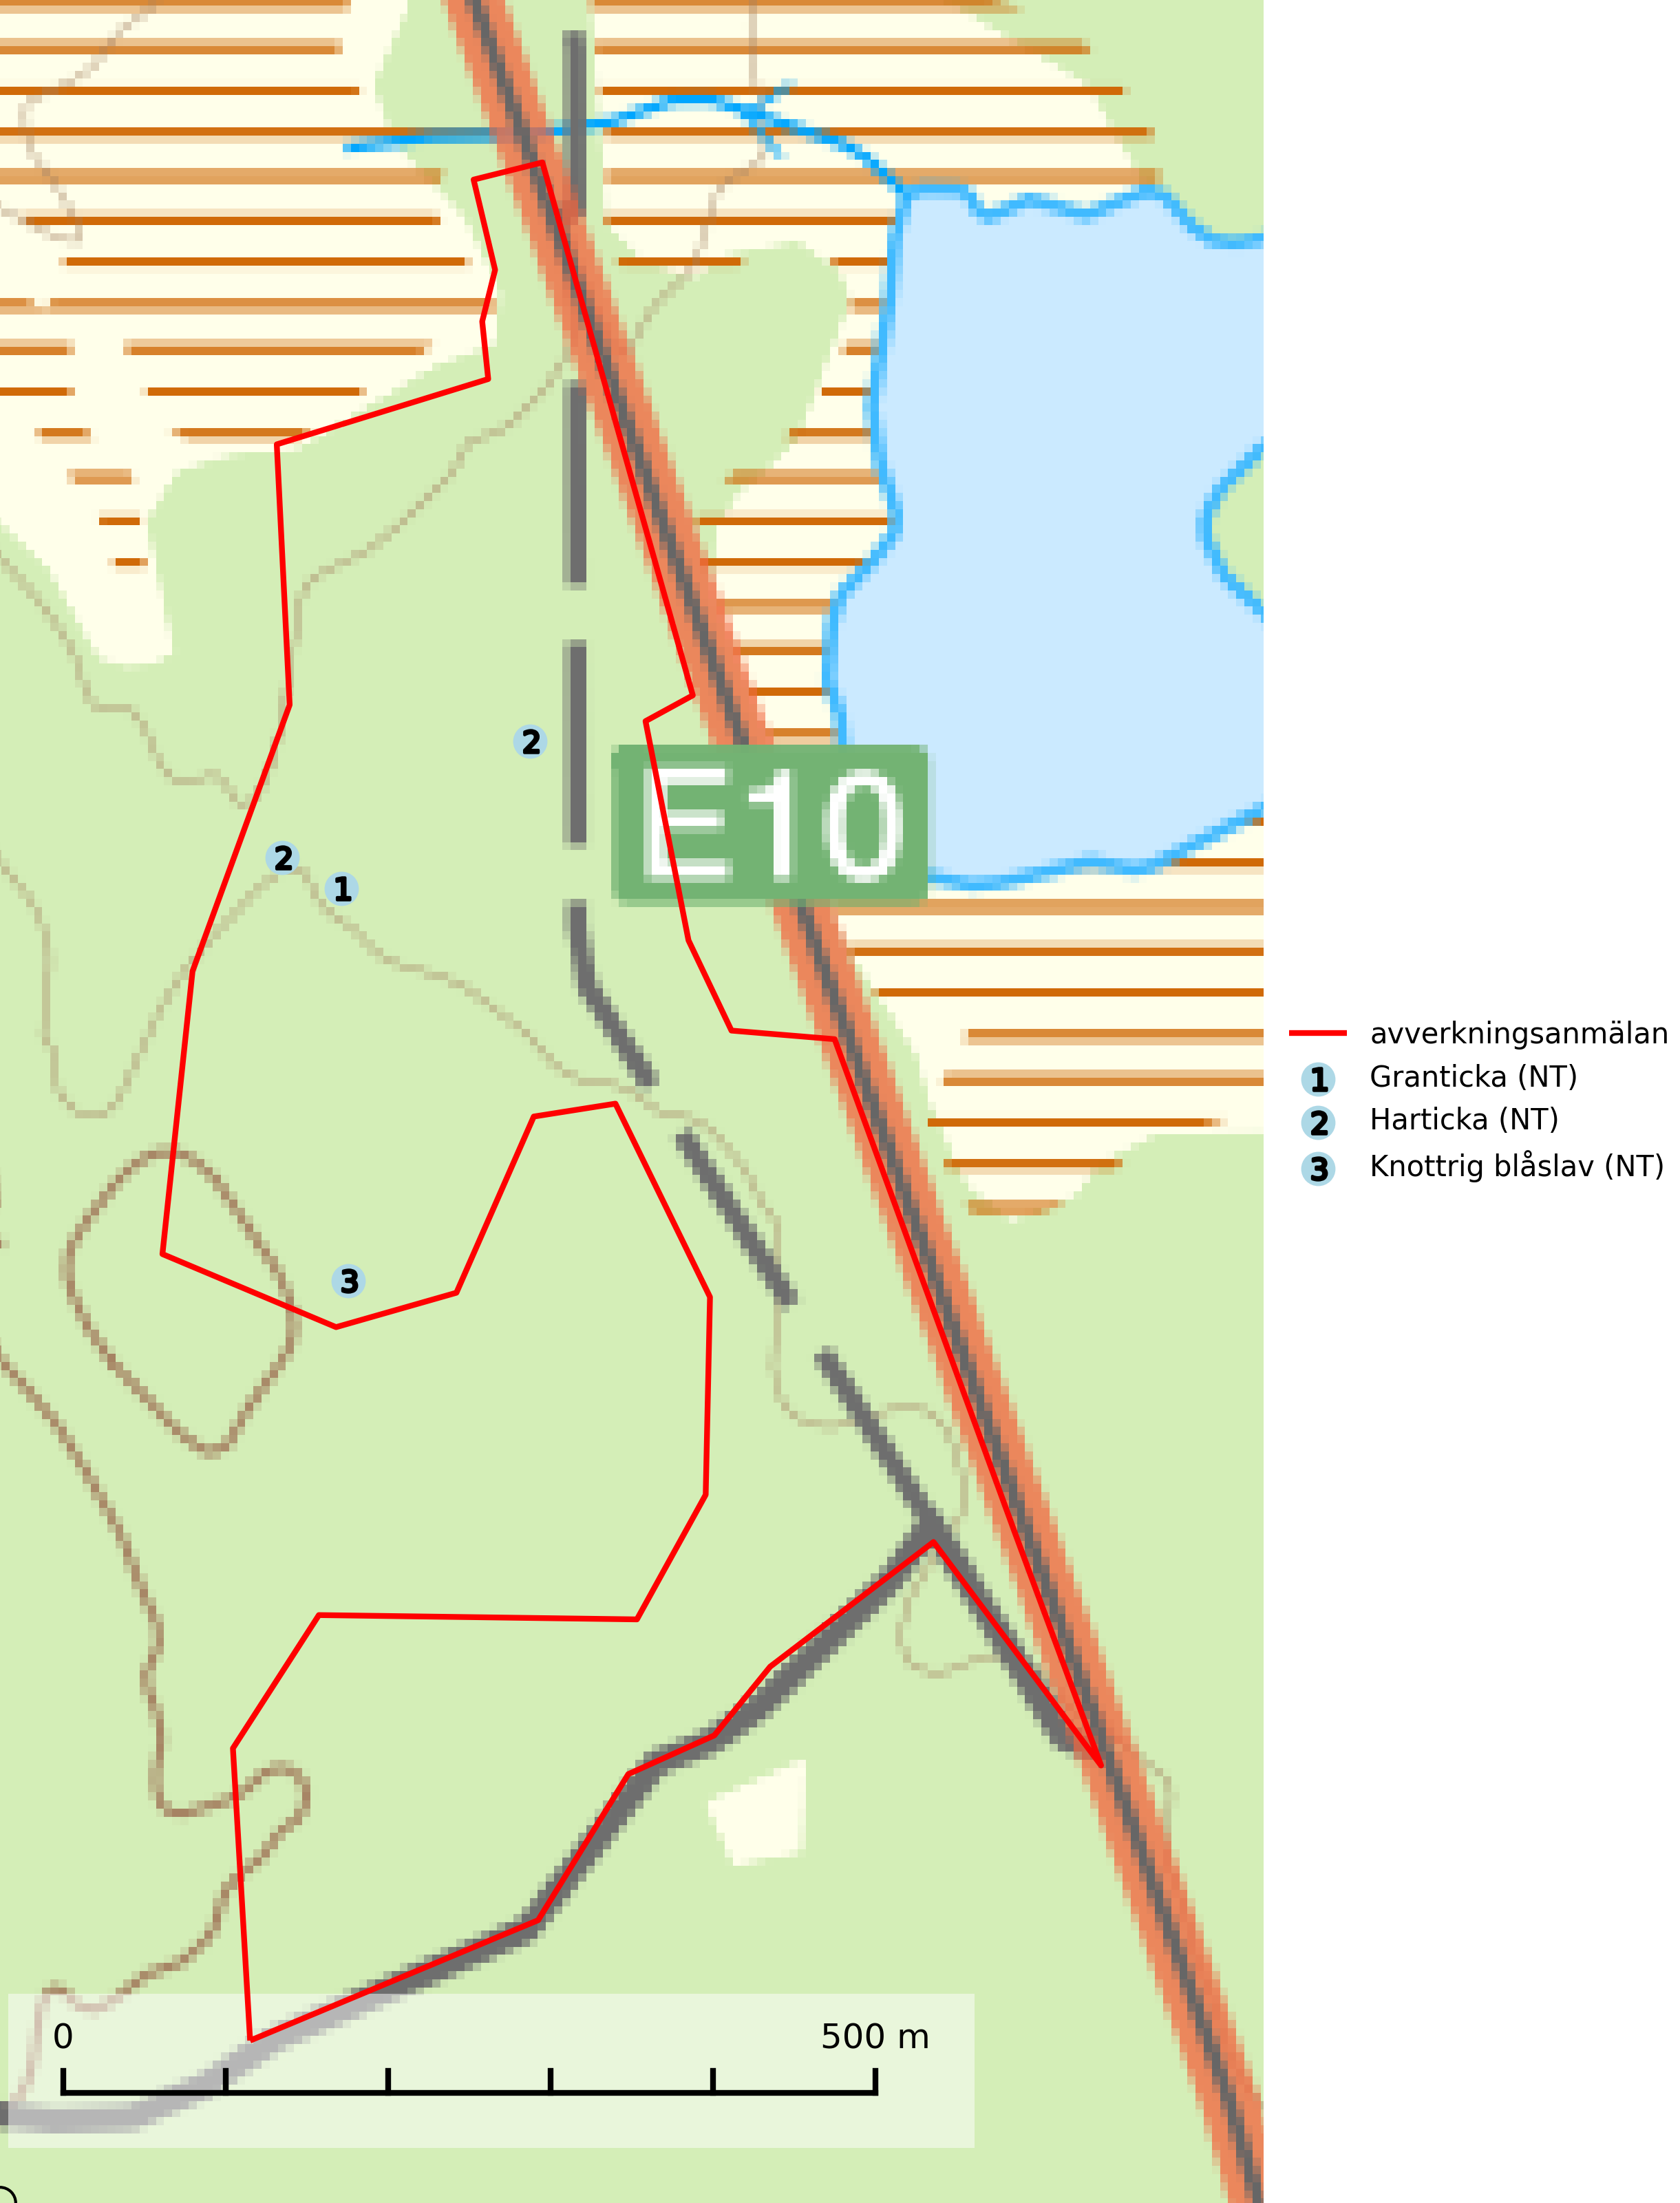 2
E10
2
1
avverkningsanmälan
1 Granticka (NT)
2 Harticka (NT)
3 Knottrig blåslav (NT)
3
0 500 m